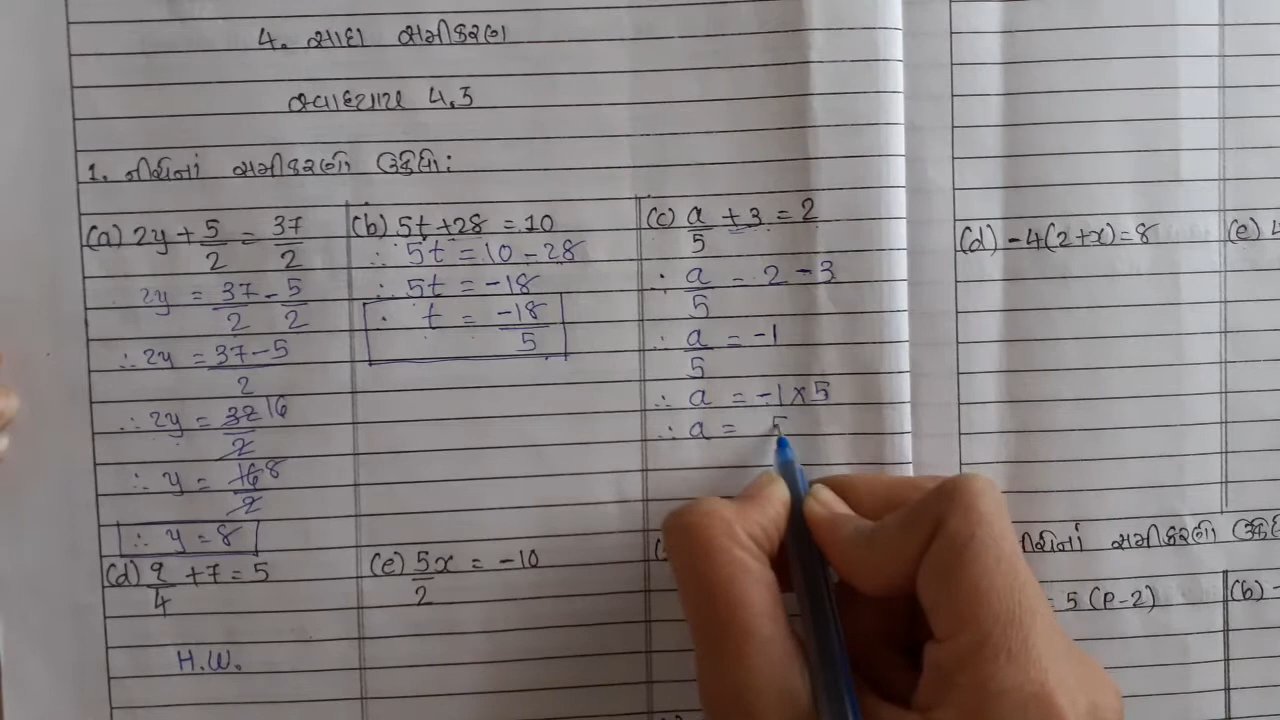 4. સાદા સમીકરણ
સ્વાધ્યાય 4.3
1. નીચેનાં સમીકરણો ઉકેલો:
(a) 2y + 5/2 = 37/2
2y = 37/2 - 5/2
∴ 2y = 37-5/2
∴ 2y = 32/2 16
∴ y = 16/2 8
∴ y = 8
(b) 5t + 28 = 10
∴ 5t = 10 - 28
∴ 5t = -18
∴ t = -18/5
(c) a/5 + 3 = 2
∴ a/5 = 2 - 3
∴ a/5 = -1
∴ a = -1 × 5
∴ a = 5
(d) q/4 + 7 = 5
H.W.
(e) 5/2 x = -10
(d) -4(2+x) = 8
(e) 4
નીચેનાં સમીકરણો
= 5 (P-2)
(b) -